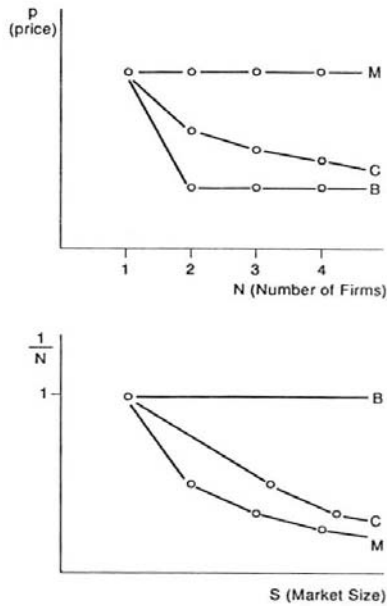 p
(price)
M
C
B
1 2 3 4
N (Number of Firms)
1
N
1
B
C
M
S (Market Size)